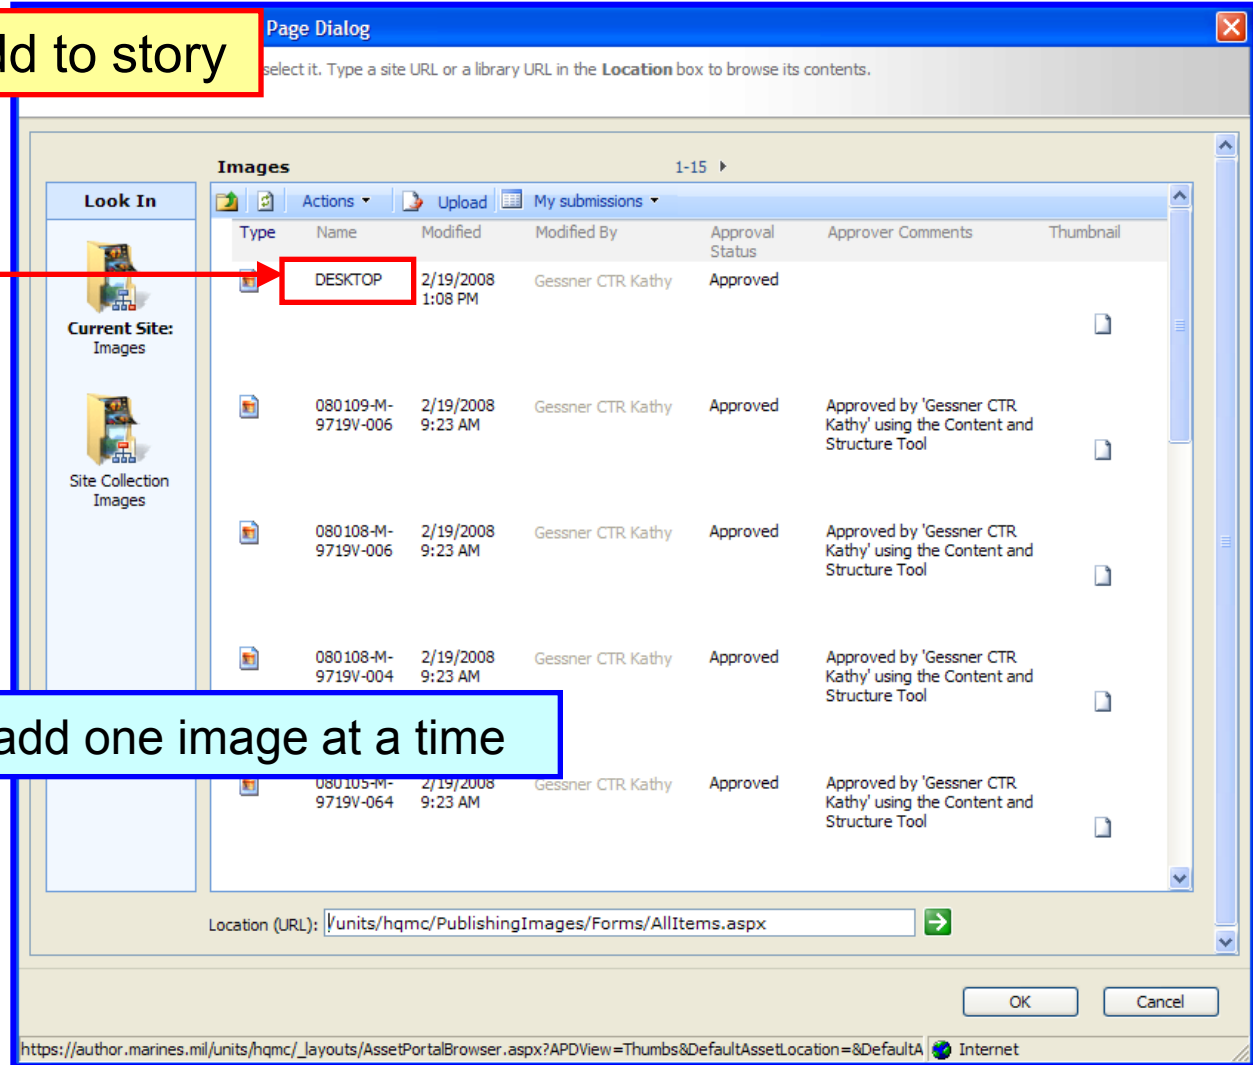 Page Dialog
dd to story
select it. Type a site URL or a library URL in the Location box to browse its contents.
Images 1-15
Look In
Actions Upload My submissions
Type Name Modified Modified By Approval Status Approver Comments Thumbnail
DESKTOP 2/19/2008 1:08 PM Gessner CTR Kathy Approved
Current Site:
Images
080109-M-9719V-006 2/19/2008 9:23 AM Gessner CTR Kathy Approved Approved by 'Gessner CTR Kathy' using the Content and Structure Tool
Site Collection
Images
080108-M-9719V-006 2/19/2008 9:23 AM Gessner CTR Kathy Approved Approved by 'Gessner CTR Kathy' using the Content and Structure Tool
080108-M-9719V-004 2/19/2008 9:23 AM Gessner CTR Kathy Approved Approved by 'Gessner CTR Kathy' using the Content and Structure Tool
add one image at a time
080105-M-9719V-064 2/19/2008 9:23 AM Gessner CTR Kathy Approved Approved by 'Gessner CTR Kathy' using the Content and Structure Tool
Location (URL): /units/hqmc/PublishingImages/Forms/AllItems.aspx
OK Cancel
https://author.marines.mil/units/hqmc/_layouts/AssetPortalBrowser.aspx?APDView=Thumbs&DefaultAssetLocation=&DefaultA Internet